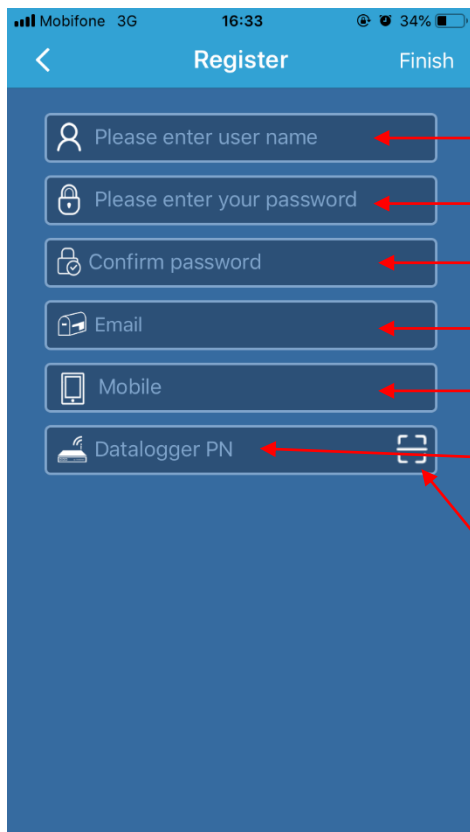 Mobifone 3G 16:33 34%
Register Finish
Please enter user name
Please enter your password
Confirm password
Email
Mobile
Datalogger PN